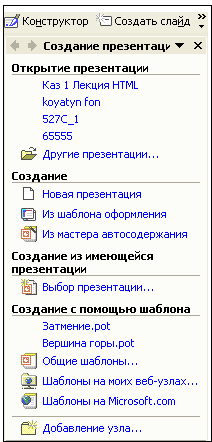 Конструктор Создать слайд
Создание презентаци
Открытие презентации
Каз 1 Лекция HTML
koyatyn fon
527C_1
65555
Другие презентации...
Создание
Новая презентация
Из шаблона оформления
Из мастера автосодержания
Создание из имеющейся
презентации
Выбор презентации...
Создание с помощью шаблона
Затмение.pot
Вершина горы.pot
Общие шаблоны...
Шаблоны на моих веб-узлах...
Шаблоны на Microsoft.com
Добавление узла...